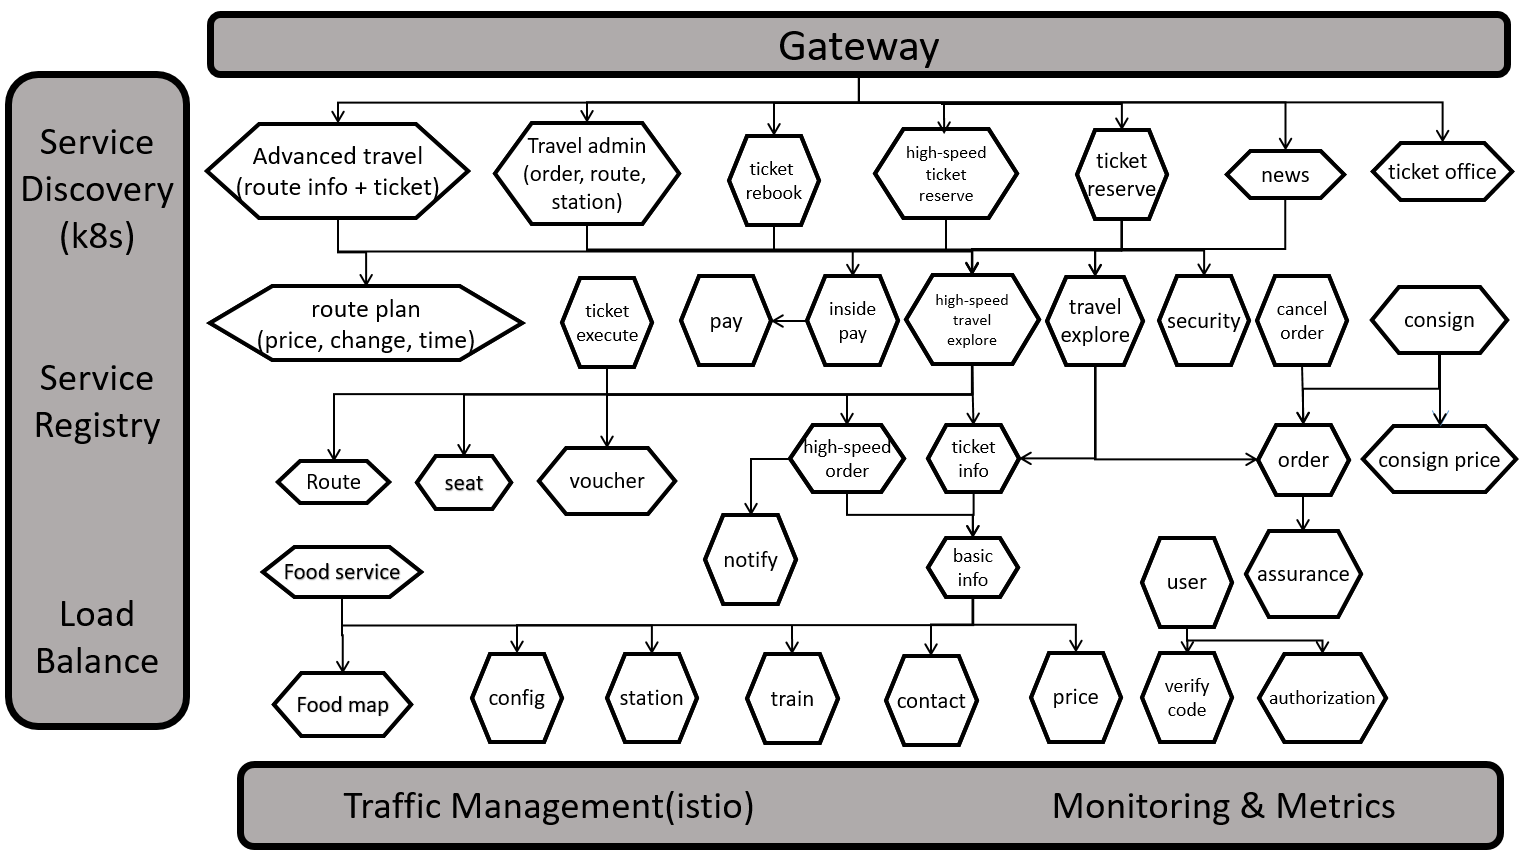 Gateway
Service
Discovery
(k8s)
Service
Registry
Load
Balance
Advanced travel
(route info + ticket)
Travel admin
(order, route,
station)
ticket
rebook
high-speed
ticket
reserve
ticket
reserve
news
ticket office
route plan
(price, change, time)
ticket
execute
pay
inside
pay
high-speed
travel
explore
travel
explore
security
cancel
order
consign
Route
seat
voucher
high-speed
order
ticket
info
order
consign price
Food service
notify
basic
info
user
assurance
Food map
config
station
train
contact
price
verify
code
authorization
Traffic Management(istio)
Monitoring & Metrics